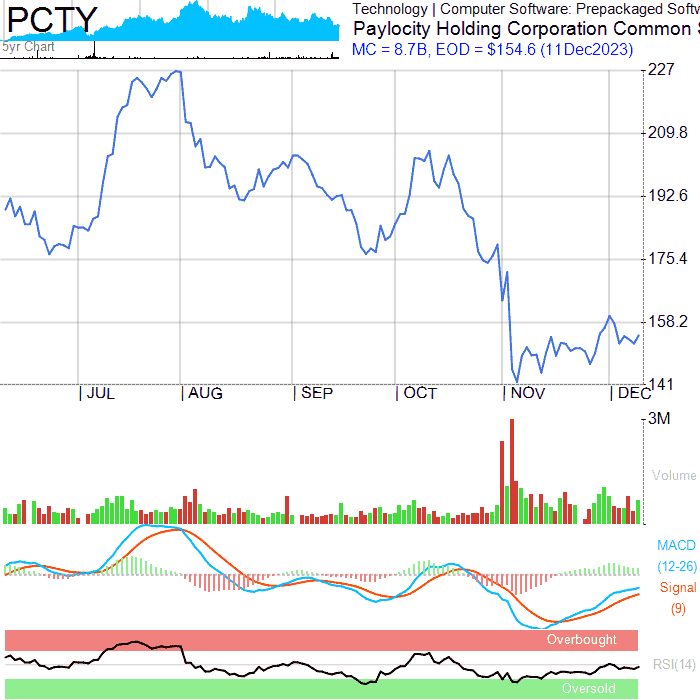 PCTY
5yr Chart
Technology | Computer Software: Prepackaged Softw
Paylocity Holding Corporation Common S
MC = 8.7B, EOD = $154.6 (11Dec2023)
227
209.8
192.6
175.4
158.2
141
JUL
AUG
SEP
OCT
NOV
DEC
3M
Volume
MACD
(12-26)
Signal
(9)
Overbought
RSI(14)
Oversold